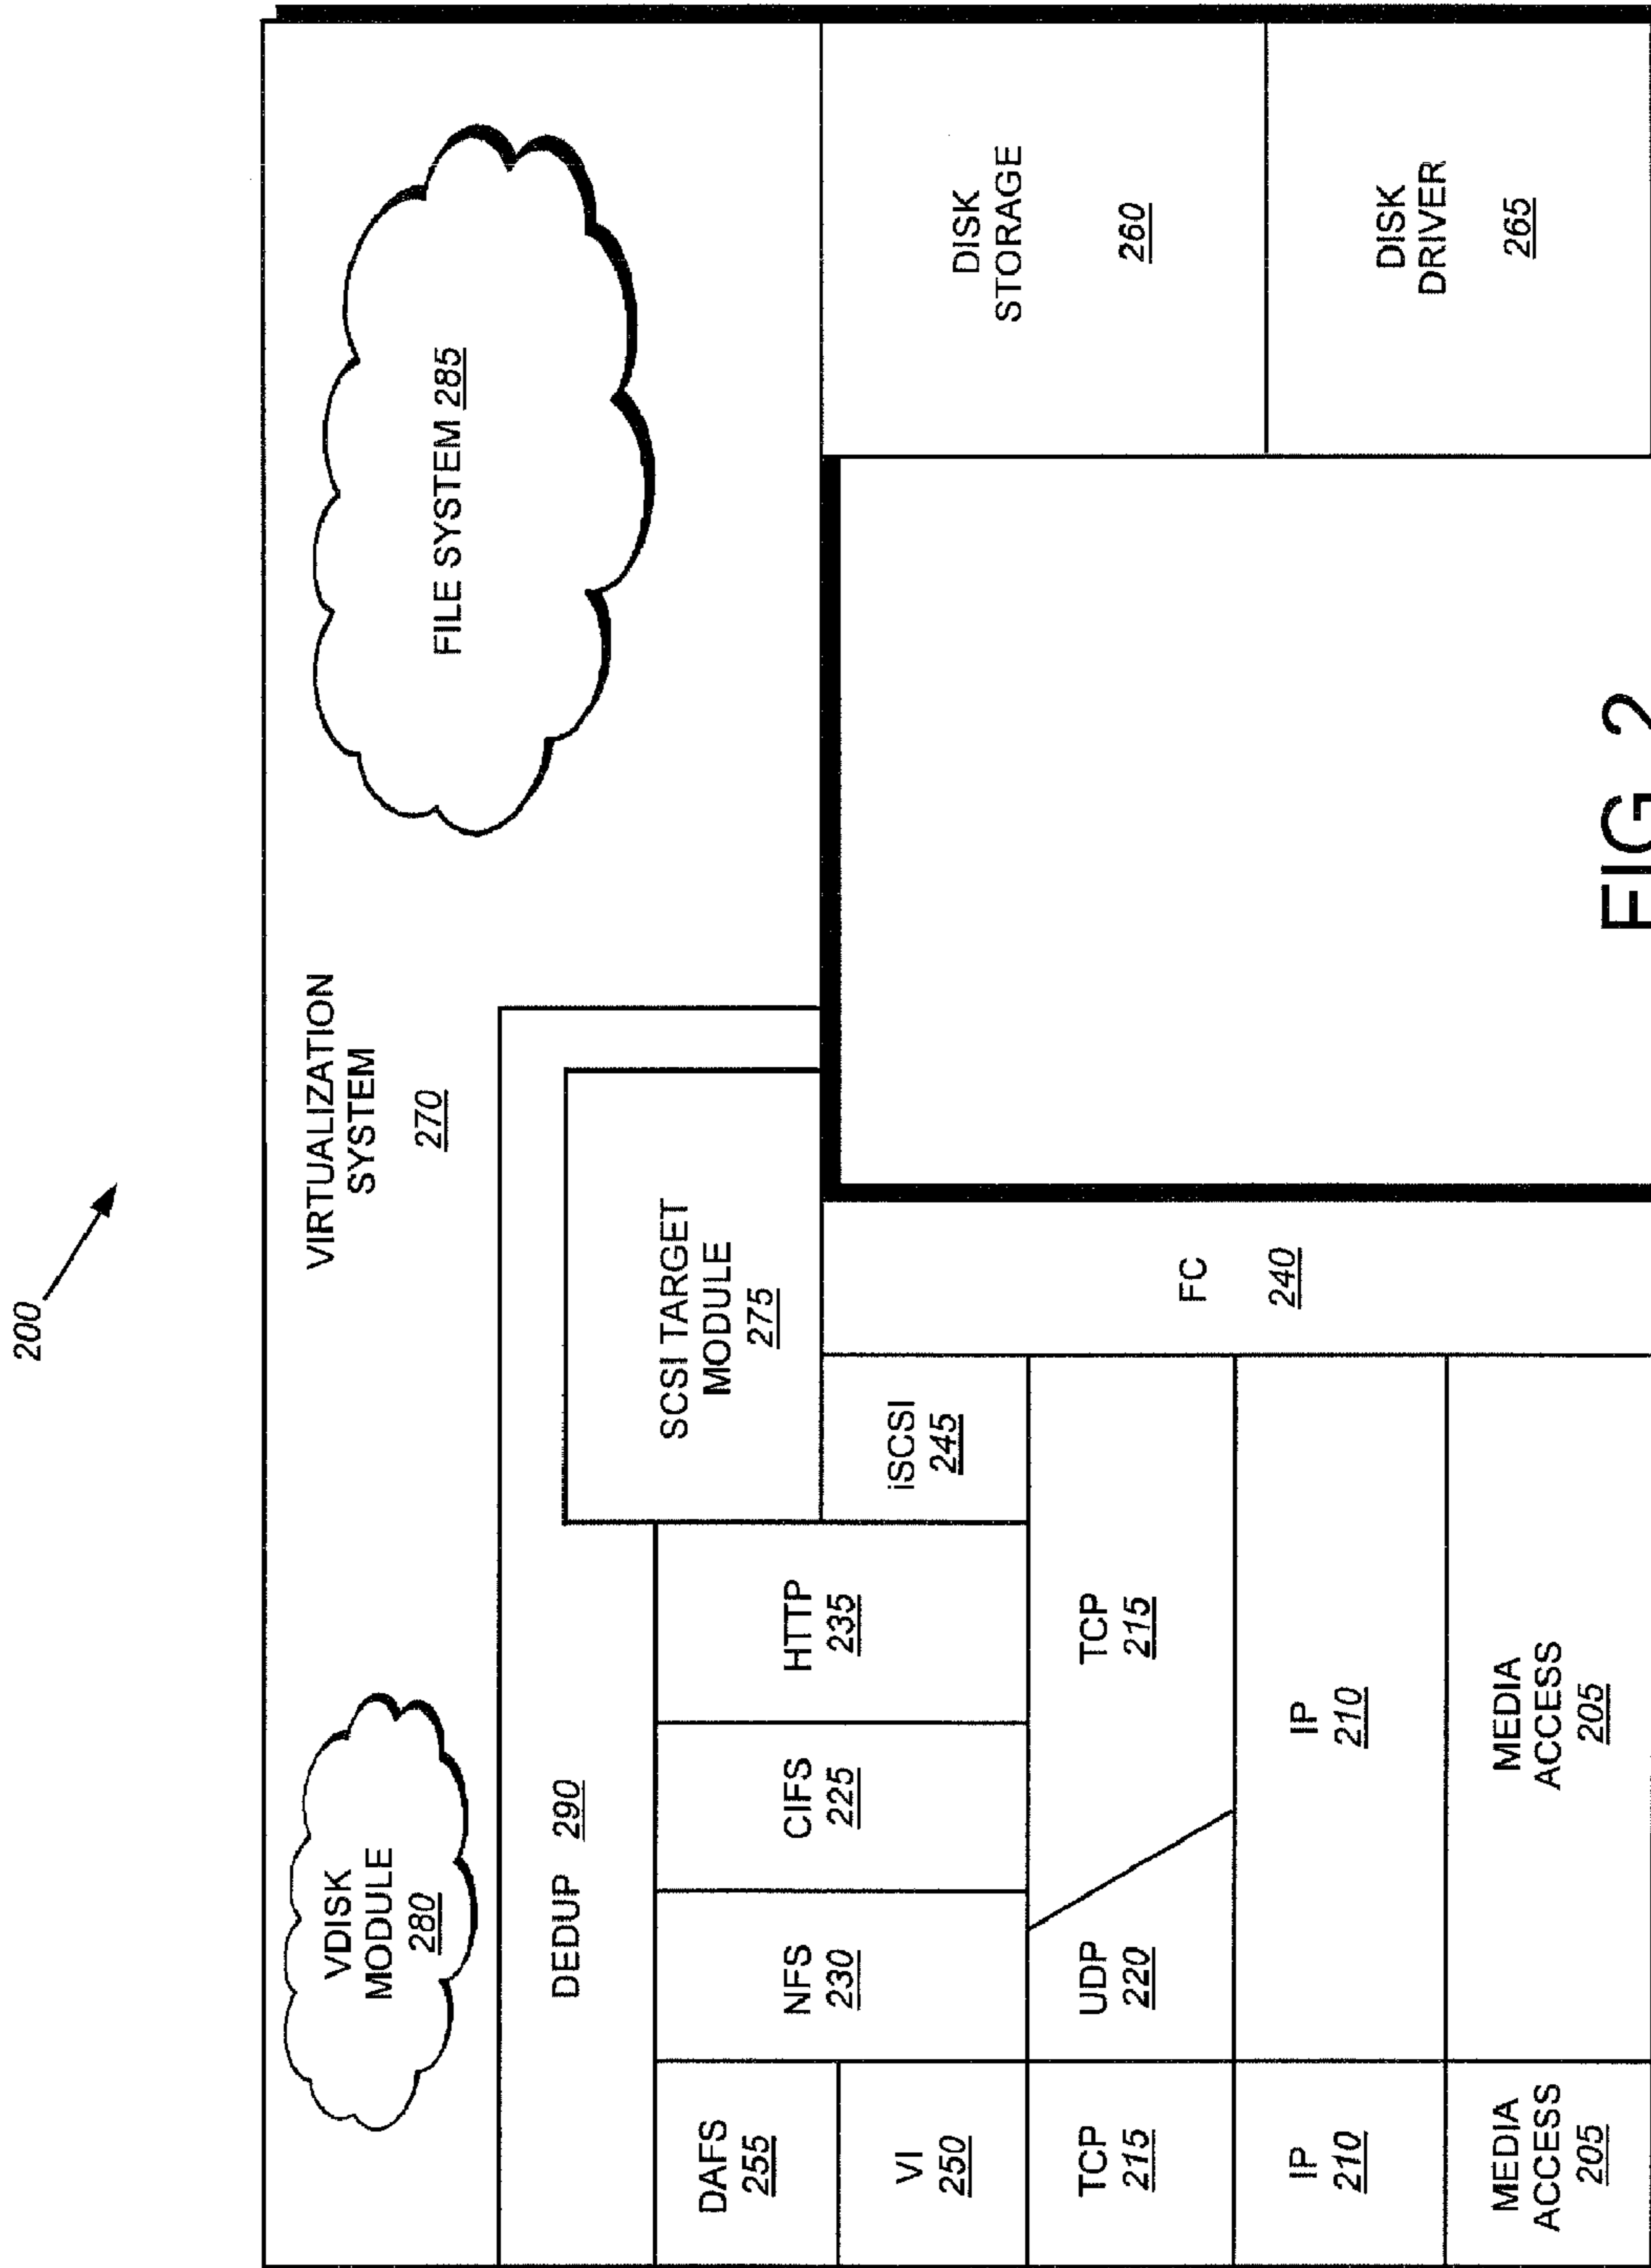 200
VIRTUALIZATION
SYSTEM
270
VDISK
MODULE
280
FILE SYSTEM 285
DEDUP 290
SCSI TARGET
MODULE
275
DAFS
255
VI
250
NFS
230
CIFS
225
HTTP
235
iSCSI
245
FC
240
TCP
215
UDP
220
TCP
215
IP
210
IP
210
MEDIA
ACCESS
205
MEDIA
ACCESS
205
DISK
STORAGE
260
DISK
DRIVER
265
FIG. 2